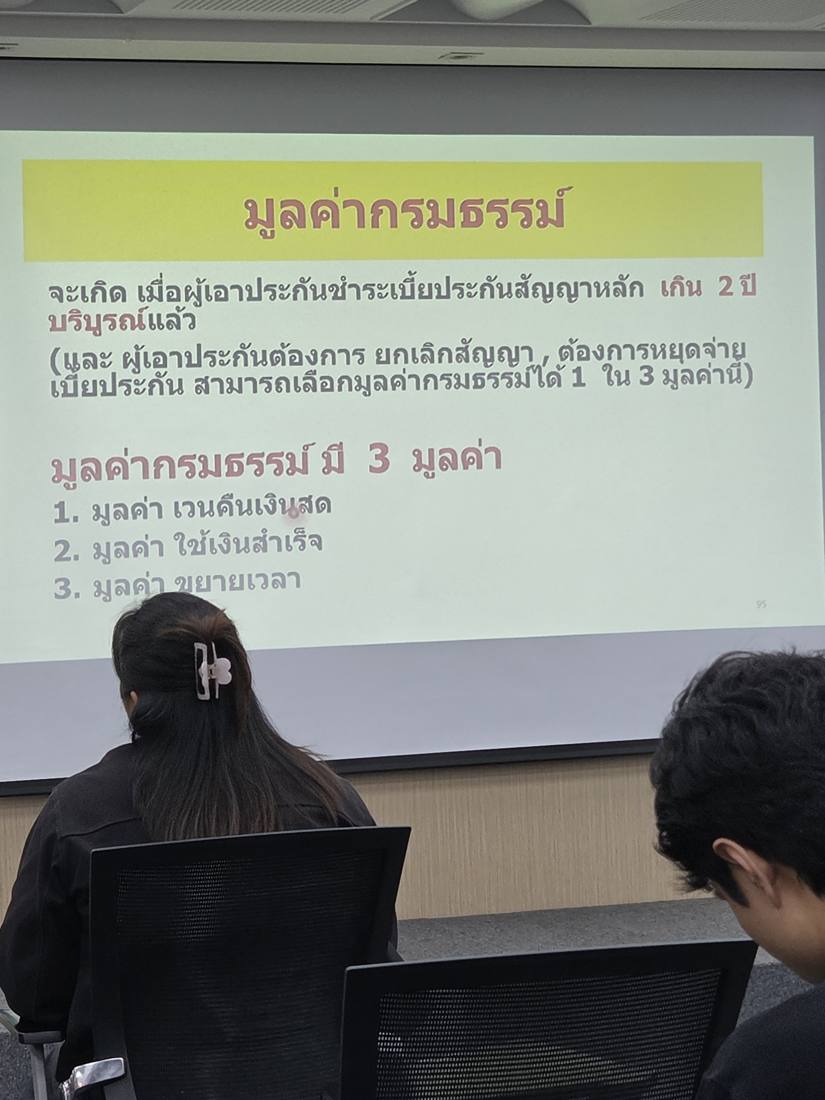 มูลค่ากรมธรรม์
จะเกิด เมื่อผู้เอาประกันชำระเบี้ยประกันสัญญาหลัก เกิน 2 ปี
บริบูรณ์แล้ว
(และ ผู้เอาประกันต้องการ ยกเลิกสัญญา , ต้องการหยุดจ่าย
เบี้ยประกัน สามารถเลือกมูลค่ากรมธรรม์ได้ 1 ใน 3 มูลค่านี้)
มูลค่ากรมธรรม์ มี 3 มูลค่า
1. มูลค่า เวนคืนเงินสด
2. มูลค่า ใช้เงินสำเร็จ
3. มูลค่า ขยายเวลา
95